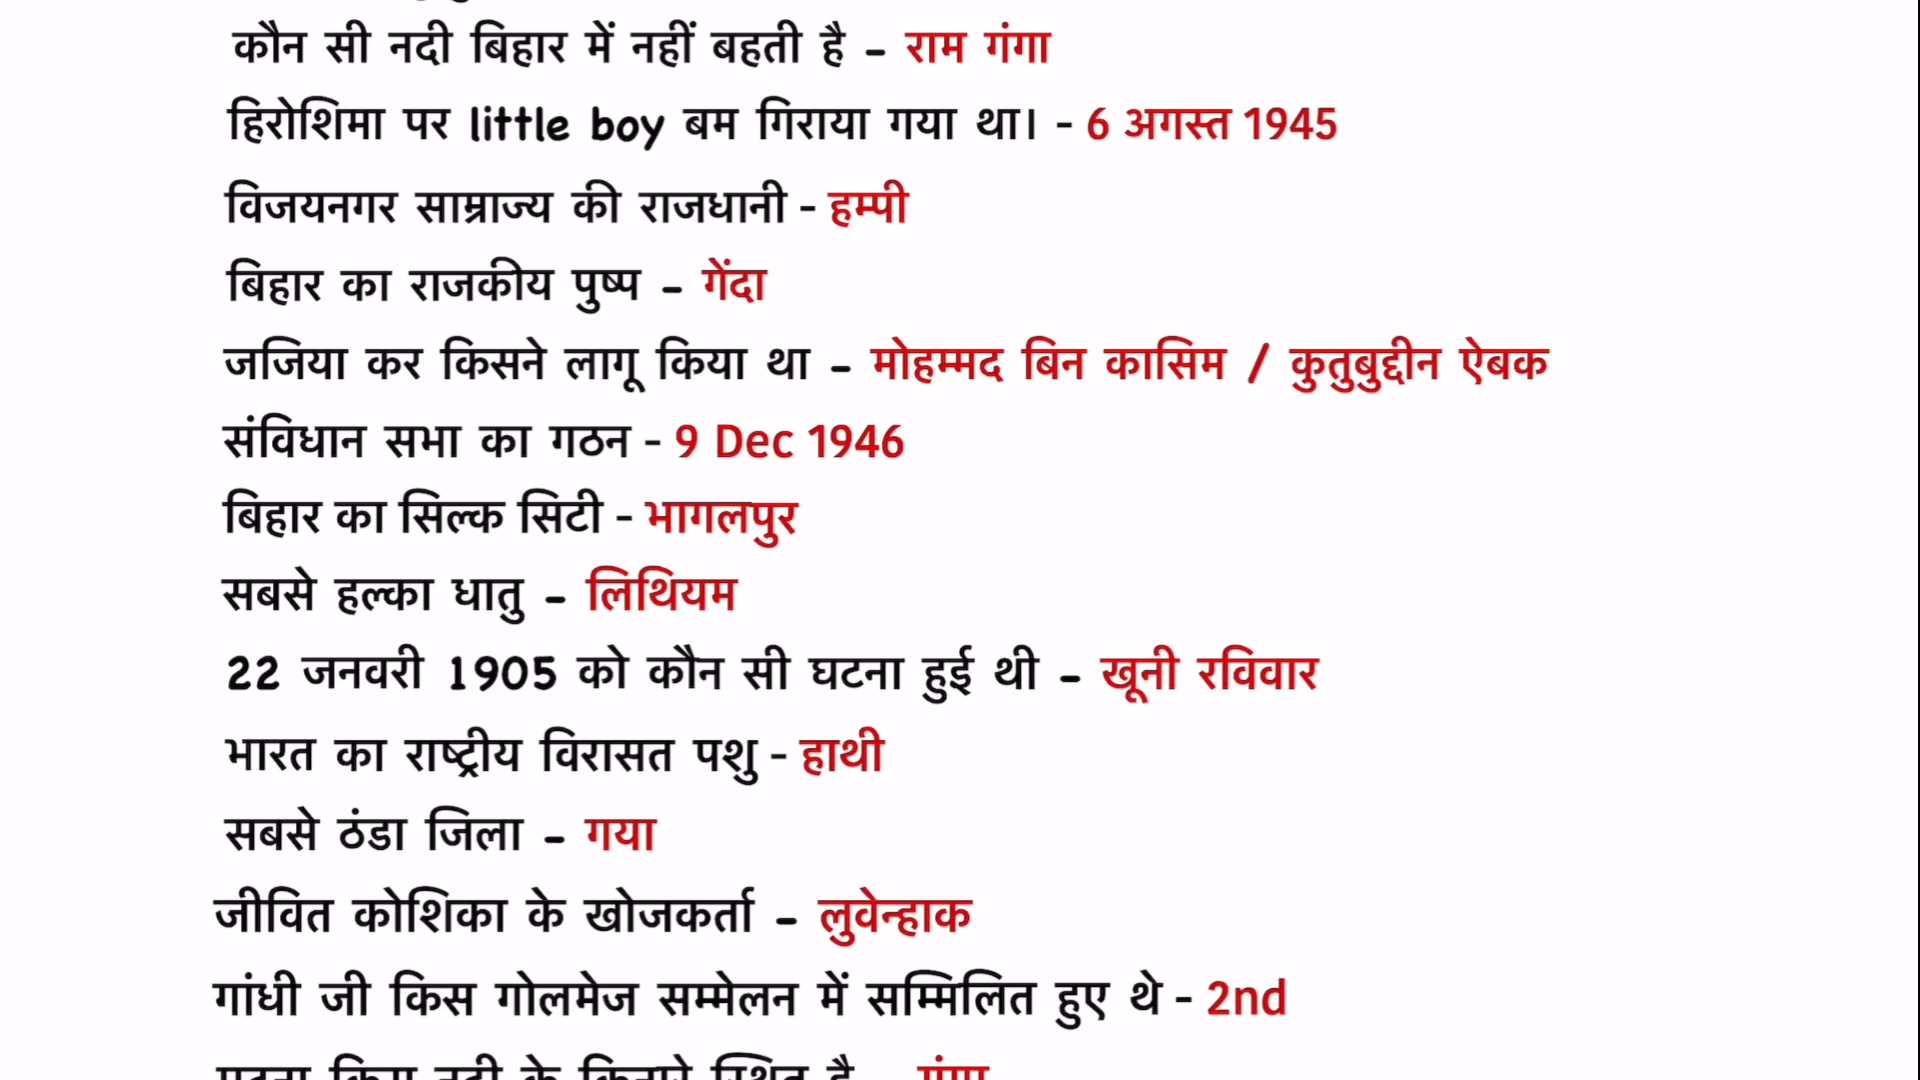 कौन सी नदी बिहार में नहीं बहती है – राम गंगा
हिरोशिमा पर little boy बम गिराया गया था। - 6 अगस्त 1945
विजयनगर साम्राज्य की राजधानी - हम्पी
बिहार का राजकीय पुष्प – गेंदा
जजिया कर किसने लागू किया था – मोहम्मद बिन कासिम / कुतुबुद्दीन ऐबक
संविधान सभा का गठन - 9 Dec 1946
बिहार का सिल्क सिटी - भागलपुर
सबसे हल्का धातु – लिथियम
22 जनवरी 1905 को कौन सी घटना हुई थी – खूनी रविवार
भारत का राष्ट्रीय विरासत पशु - हाथी
सबसे ठंडा जिला – गया
जीवित कोशिका के खोजकर्ता – लुवेन्हाक
गांधी जी किस गोलमेज सम्मेलन में सम्मिलित हुए थे - 2nd
पटना किस नदी के किनारे स्थित है – गंगा